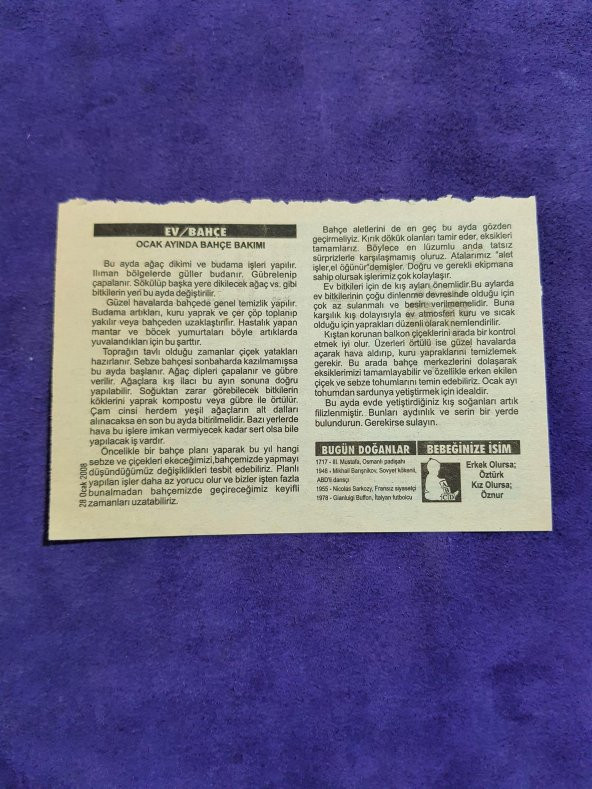 EV/BAHÇE
OCAK AYINDA BAHÇE BAKIMI
Bu ayda ağaç dikimi ve budama işleri yapılır.
Ilıman bölgelerde güller budanır. Gübrelenip
çapalanır. Sökülüp başka yere dikilecek ağaç vs. gibi
bitkilerin yeri bu ayda değiştirilir.
Güzel havalarda bahçede genel temizlik yapılır.
Budama artıkları, kuru yaprak ve çer çöp toplanıp
yakılır veya bahçeden uzaklaştırılır. Hastalık yapan
mantar ve böcek yumurtaları böyle artıklarda
yuvalandıkları için bu şarttır.
Toprağın tavlı olduğu zamanlar çiçek yatakları
hazırlanır. Sebze bahçesi sonbaharda kazılmamışsa
bu ayda başlanır. Ağaç dipleri çapalanır ve gübre
verilir. Ağaçlara kış ilacı bu ayın sonuna doğru
yapılabilir. Soğuktan zarar görebilecek bitkilerin
köklerini yaprak kompostu veya gübre ile örtülür.
Çam cinsi herdem yeşil ağaçların alt dalları
alınacaksa en son bu ayda bitirilmelidir. Bazı yerlerde
hava bu işlere imkan vermiyecek kadar sert olsa bile
yapılacak iş vardır.
Öncelikle bir bahçe planı yaparak bu yıl hangi
sebze ve çiçekleri ekeceğimizi,bahçemizde yapmayı
düşündüğümüz değişiklikleri tesbit edebiliriz. Planlı
yapılan işler daha az yorucu olur ve bizler işten fazla
bunalmadan bahçemizde geçireceğimiz keyifli
zamanları uzatabiliriz.
28 Ocak 2008
Bahçe aletlerini de en geç bu ayda gözden
geçirmeliyiz. Kırık dökük olanları tamir eder, eksikleri
tamamlarız. Böylece en lüzumlu anda tatsız
sürprizlerle karşılaşmamış oluruz. Atalarımız "alet
işler,el öğünür"demişler. Doğru ve gerekli ekipmana
sahip olursak işlerimiz çok kolaylaşır.
Ev bitkileri için de kış ayları önemlidir.Bu aylarda
ev bitkilerinin çoğu dinlenme devresinde olduğu için
çok az sulanmalı ve besin verilmemelidir. Buna
karşılık kış dolayısıyla ev atmosferi kuru ve sıcak
olduğu için yaprakları düzenli olarak nemlendirilir.
Kıştan korunan balkon çiçeklerini arada bir kontrol
etmek iyi olur. Üzerleri örtülü ise güzel havalarda
açarak hava aldırıp, kuru yapraklarını temizlemek
gerekir. Bu arada bahçe merkezlerini dolaşarak
eksiklerimizi tamamlayabilir ve özellikle erken ekilen
çiçek ve sebze tohumlarını temin edebiliriz. Ocak ayı
tohumdan sardunya yetiştirmek için idealdir.
Bu ayda evde yetiştirdiğiniz kış soğanları artık
filizlenmiştir. Bunları aydınlık ve serin bir yerde
bulundurun. Gerekirse sulayın.
BUGÜN DOĞANLAR
1717 - III. Mustafa, Osmanlı padişahı
1948 - Mikhail Barışnikov, Sovyet kökenli,
ABD'li dansçı
1955 - Nicolas Sarkozy, Fransız siyasetçi
1978 - Gianluigi Buffon, İtalyan futbolcu
BEBEĞİNİZE İSİM
Erkek Olursa;
Öztürk
Kız Olursa;
Öznur